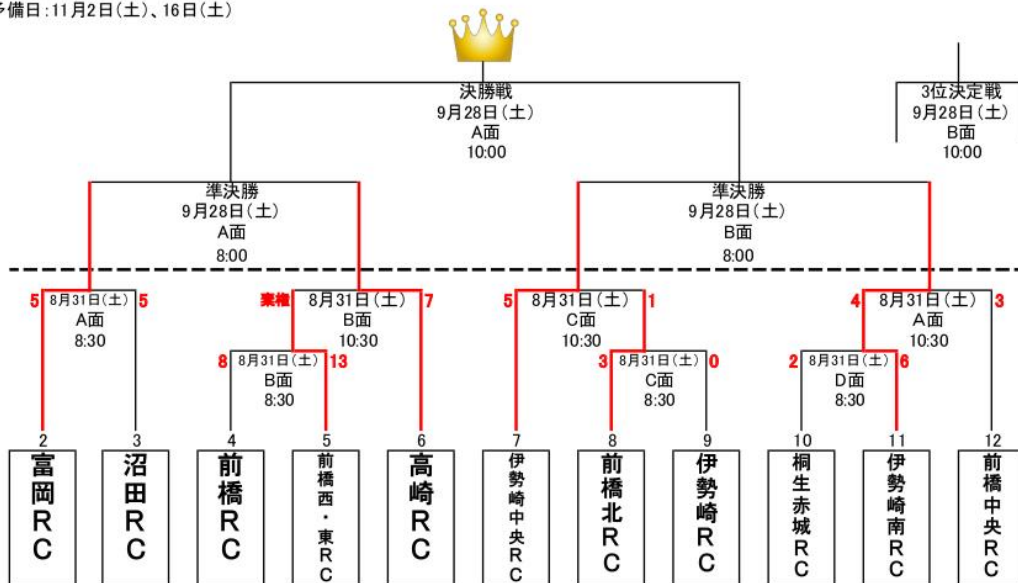 備日:11月2日(土)、16日(土)
決勝戦
9月28日(土)
A面
10:00
3位決定戦
9月28日(土)
B面
10:00
準決勝
9月28日(土)
A面
8:00
準決勝
9月28日(土)
B面
8:00
5 8月31日(土) 5
A面
8:30
棄権 8月31日(土) 7
B面
10:30
5 8月31日(土) 1
C面
10:30
4 8月31日(土) 3
A面
10:30
8 8月31日(土) 13
B面
8:30
3 8月31日(土) 0
C面
8:30
2 8月31日(土) 6
D面
8:30
2 3 4 5 6 7 8 9 10 11 12
富岡RC
沼田RC
前橋RC
前橋西・東RC
高崎RC
伊勢崎中央RC
前橋北RC
伊勢崎RC
桐生赤城RC
伊勢崎南RC
前橋中央RC